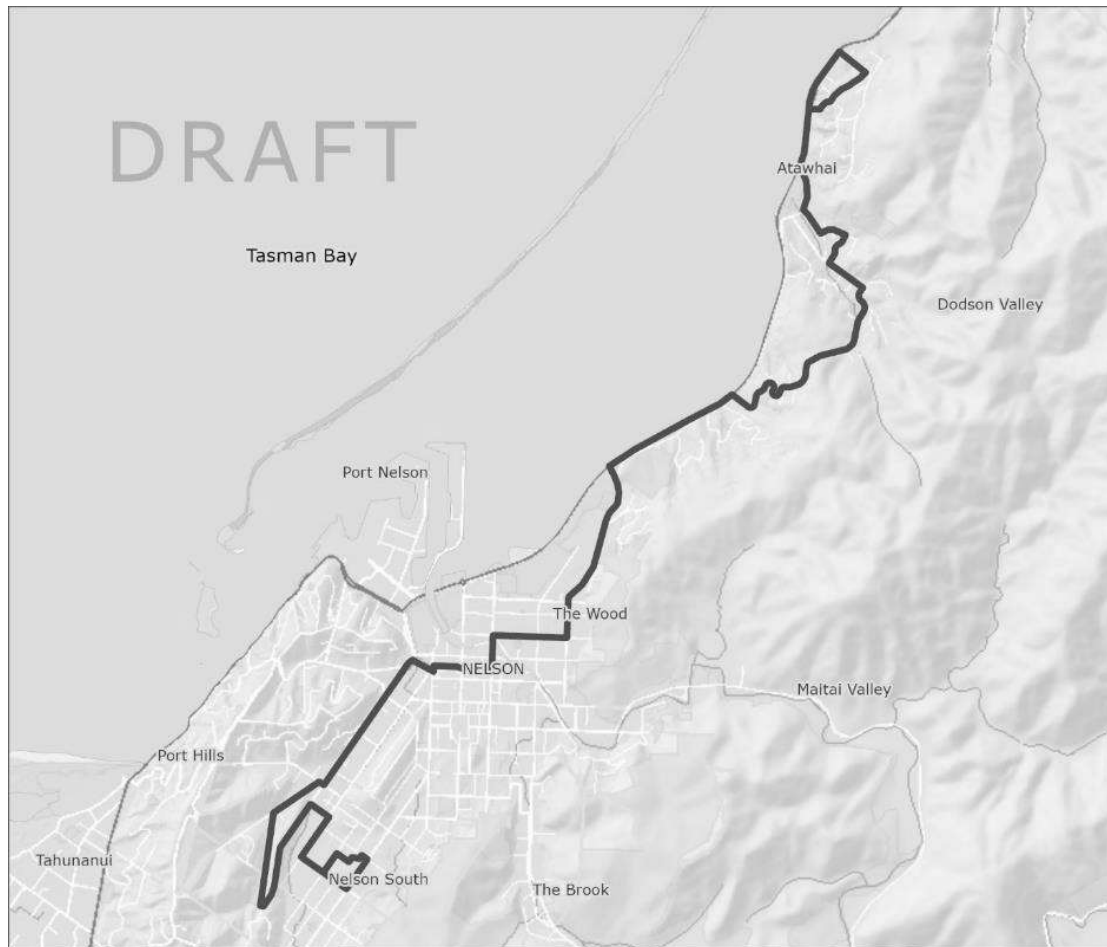 DRAFT
Atawhai
Tasman Bay
Dodson Valley
Port Nelson
The Wood
NELSON
Maitai Valley
Port Hills
Tahunanui
Nelson South
The Brook